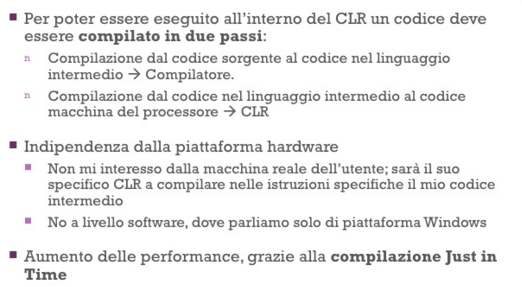 Per poter essere eseguito all’interno del CLR un codice deve
essere compilato in due passi:
n Compilazione dal codice sorgente al codice nel linguaggio
intermedio → Compilatore.
n Compilazione dal codice nel linguaggio intermedio al codice
macchina del processore → CLR
Indipendenza dalla piattaforma hardware
Non mi interesso dalla macchina reale dell’utente; sarà il suo
specifico CLR a compilare nelle istruzioni specifiche il mio codice
intermedio
No a livello software, dove parliamo solo di piattaforma Windows
Aumento delle performance, grazie alla compilazione Just in
Time